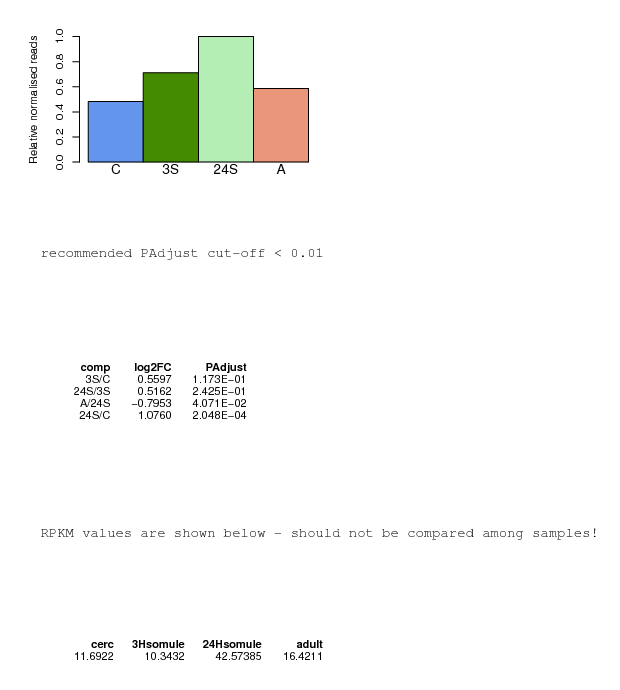 Relative normalised reads
1.0
0.8
0.6
0.4
0.2
0.0
C 3S 24S A
recommended PAdjust cut-off < 0.01
comp log2FC PAdjust
3S/C 0.5597 1.173E−01
24S/3S 0.5162 2.425E−01
A/24S −0.7953 4.071E−02
24S/C 1.0760 2.048E−04
RPKM values are shown below - should not be compared among samples!
cerc 3Hsomule 24Hsomule adult
11.6922 10.3432 42.57385 16.4211